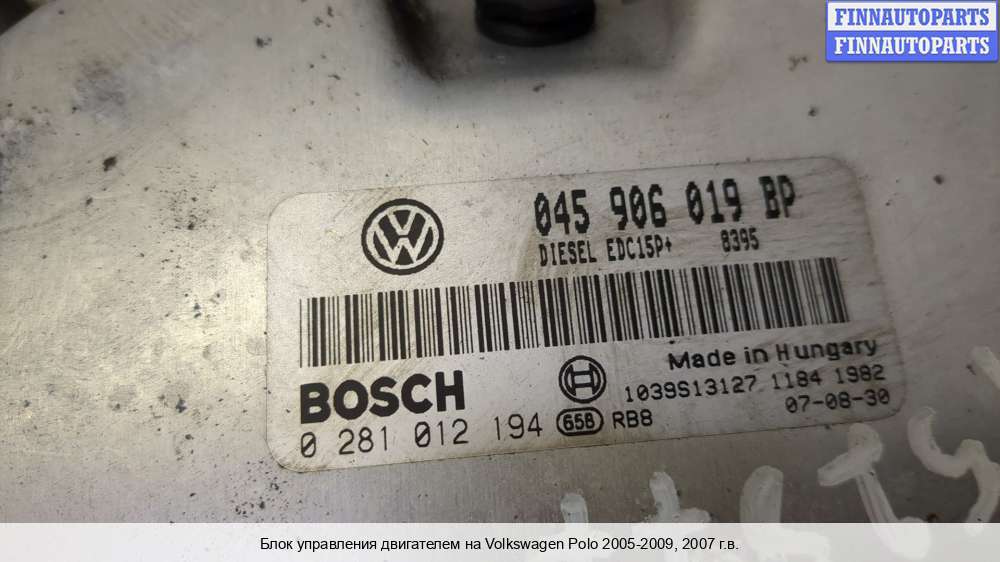 FINNAUTOPARTS
FINNAUTOPARTS
045 906 019 BP
DIESEL EDC15P+ 8395
Made in Hungary
BOSCH
1039S13127 1184 1982
0 281 012 194 658 RB8 07-08-30
Блок управления двигателем на Volkswagen Polo 2005-2009, 2007 г.в.